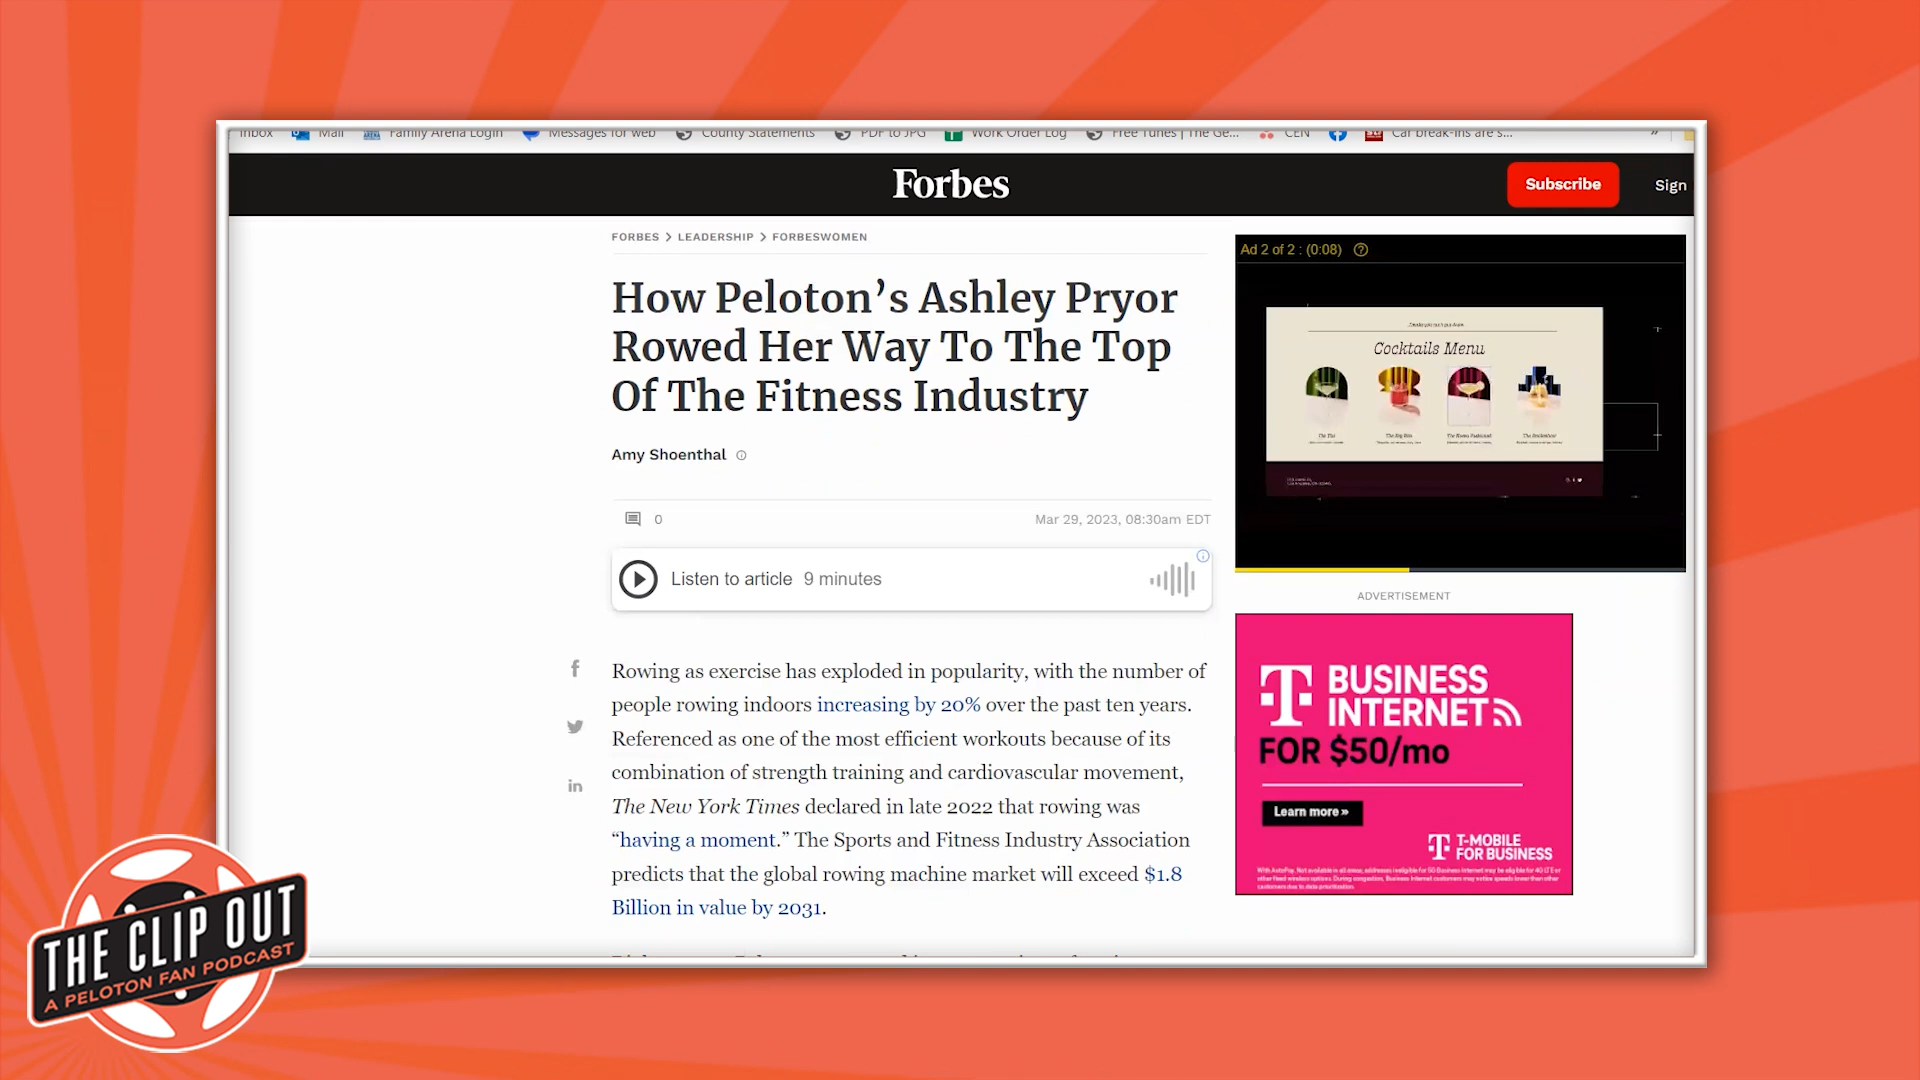 Inbox Mail Family Arena Login Messages for web County Statements PDF to JPG Work Order Log Free Tunes | The Ge... CEN Car break-ins are s... »
Forbes
Subscribe
Sign
FORBES > LEADERSHIP > FORBESWOMEN
How Peloton’s Ashley Pryor
Rowed Her Way To The Top
Of The Fitness Industry
Amy Shoenthal
0
Mar 29, 2023, 08:30am EDT
Listen to article 9 minutes
Rowing as exercise has exploded in popularity, with the number of
people rowing indoors increasing by 20% over the past ten years.
Referenced as one of the most efficient workouts because of its
combination of strength training and cardiovascular movement,
The New York Times declared in late 2022 that rowing was
“having a moment.” The Sports and Fitness Industry Association
predicts that the global rowing machine market will exceed $1.8
Billion in value by 2031.
Ad 2 of 2 : (0:08)
Cocktails Menu
ADVERTISEMENT
T BUSINESS
INTERNET
FOR $50/mo
Learn more »
T-MOBILE
FOR BUSINESS
THE CLIP OUT
A PELOTON FAN PODCAST